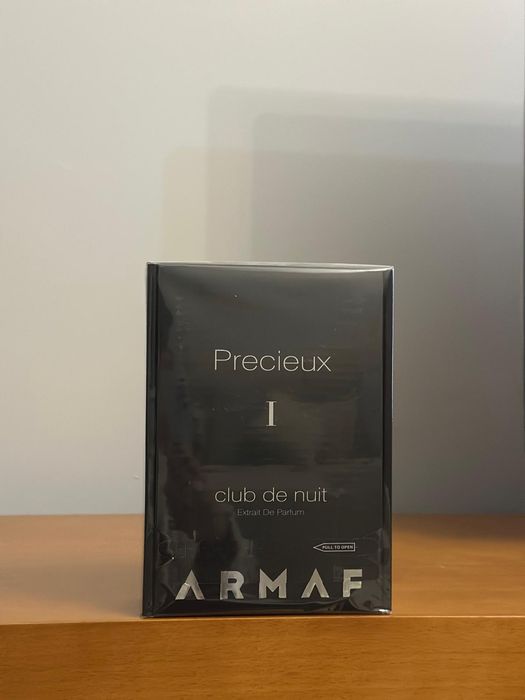 Precieux
I
club de nuit
Extrait De Parfum
PULL TO OPEN
ARMAF